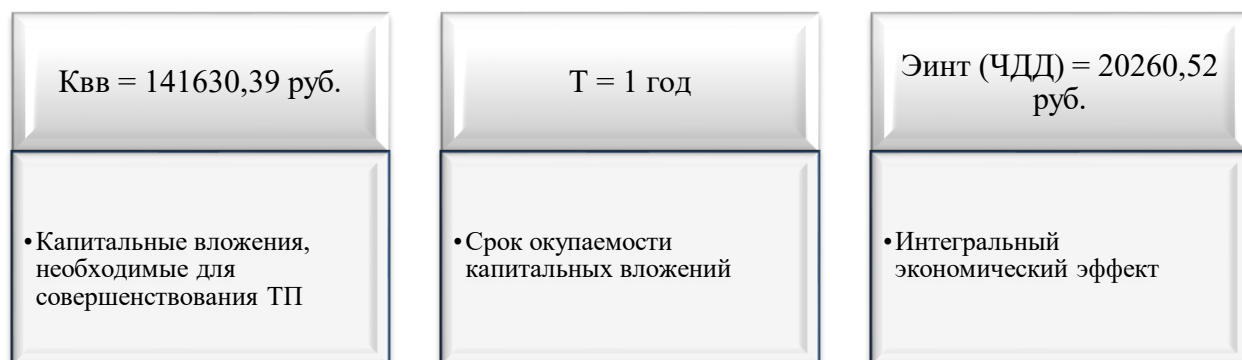 Квв = 141630,39 руб.
•Капитальные вложения,
необходимые для
совершенствования ТП
Т = 1 год
•Срок окупаемости
капитальных вложений
Эинт (ЧДД) = 20260,52
руб.
•Интегральный
экономический эффект